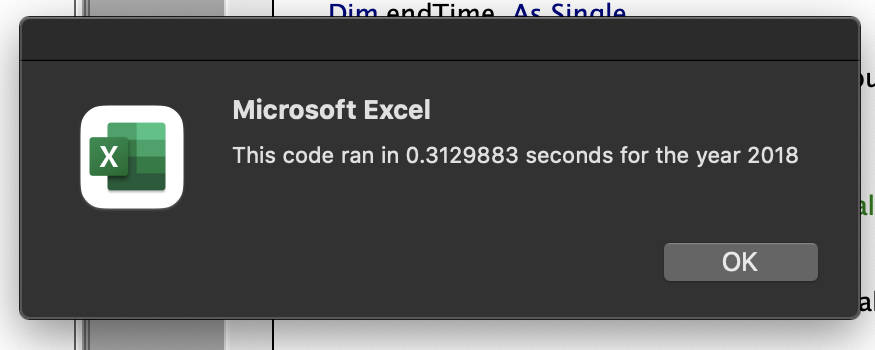 Dim endTime As Single
Microsoft Excel
X
This code ran in 0.3129883 seconds for the year 2018
OK